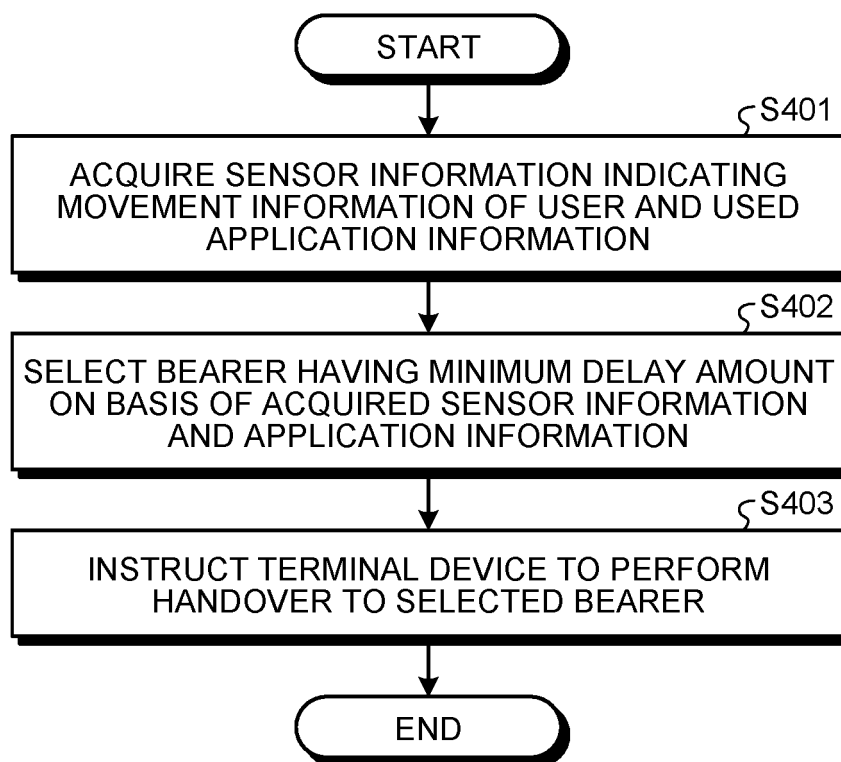 START
S401
ACQUIRE SENSOR INFORMATION INDICATING
MOVEMENT INFORMATION OF USER AND USED
APPLICATION INFORMATION
S402
SELECT BEARER HAVING MINIMUM DELAY AMOUNT
ON BASIS OF ACQUIRED SENSOR INFORMATION
AND APPLICATION INFORMATION
S403
INSTRUCT TERMINAL DEVICE TO PERFORM
HANDOVER TO SELECTED BEARER
END